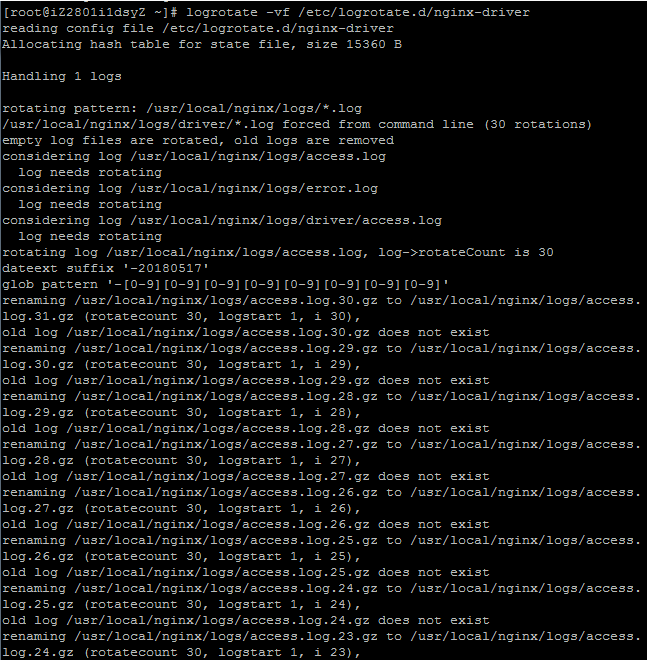 [root@iZ2801i1dsyZ ~]# logrotate -vf /etc/logrotate.d/nginx-driver
reading config file /etc/logrotate.d/nginx-driver
Allocating hash table for state file, size 15360 B
Handling 1 logs
rotating pattern: /usr/local/nginx/logs/*.log
/usr/local/nginx/logs/driver/*.log forced from command line (30 rotations)
empty log files are rotated, old logs are removed
considering log /usr/local/nginx/logs/access.log
  log needs rotating
considering log /usr/local/nginx/logs/error.log
  log needs rotating
considering log /usr/local/nginx/logs/driver/access.log
  log needs rotating
rotating log /usr/local/nginx/logs/access.log, log->rotateCount is 30
dateext suffix '-20180517'
glob pattern '-[0-9][0-9][0-9][0-9][0-9][0-9][0-9][0-9]'
renaming /usr/local/nginx/logs/access.log.30.gz to /usr/local/nginx/logs/access.
log.31.gz (rotatecount 30, logstart 1, i 30),
old log /usr/local/nginx/logs/access.log.30.gz does not exist
renaming /usr/local/nginx/logs/access.log.29.gz to /usr/local/nginx/logs/access.
log.30.gz (rotatecount 30, logstart 1, i 29),
old log /usr/local/nginx/logs/access.log.29.gz does not exist
renaming /usr/local/nginx/logs/access.log.28.gz to /usr/local/nginx/logs/access.
log.29.gz (rotatecount 30, logstart 1, i 28),
old log /usr/local/nginx/logs/access.log.28.gz does not exist
renaming /usr/local/nginx/logs/access.log.27.gz to /usr/local/nginx/logs/access.
log.28.gz (rotatecount 30, logstart 1, i 27),
old log /usr/local/nginx/logs/access.log.27.gz does not exist
renaming /usr/local/nginx/logs/access.log.26.gz to /usr/local/nginx/logs/access.
log.27.gz (rotatecount 30, logstart 1, i 26),
old log /usr/local/nginx/logs/access.log.26.gz does not exist
renaming /usr/local/nginx/logs/access.log.25.gz to /usr/local/nginx/logs/access.
log.26.gz (rotatecount 30, logstart 1, i 25),
old log /usr/local/nginx/logs/access.log.25.gz does not exist
renaming /usr/local/nginx/logs/access.log.24.gz to /usr/local/nginx/logs/access.
log.25.gz (rotatecount 30, logstart 1, i 24),
old log /usr/local/nginx/logs/access.log.24.gz does not exist
renaming /usr/local/nginx/logs/access.log.23.gz to /usr/local/nginx/logs/access.
log.24.gz (rotatecount 30, logstart 1, i 23),